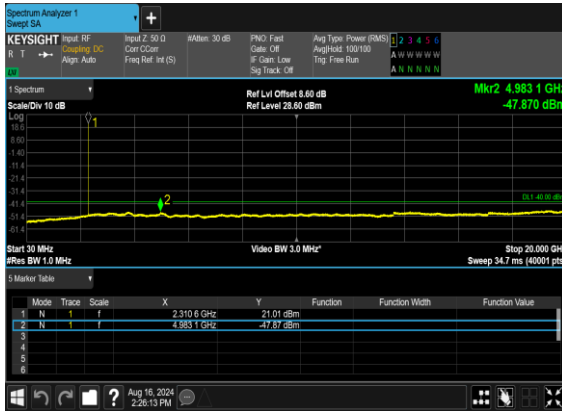 Spectrum Analyzer 1
Swept SA
+
KEYSIGHT Input: RF Input Z: 50 Ω #Atten: 30 dB PNO: Fast Avg Type: Power (RMS) 1 2 3 4 5 6
R T Coupling: DC Corr CCorr Gate: Off Avg|Hold: 100/100 A W W W W W
Align: Auto Freq Ref: Int (S) IF Gain: Low Trig: Free Run
Sig Track: Off A N N N N N
LXI
1 Spectrum Ref Lvl Offset 8.60 dB Mkr2 4.983 1 GHz
Scale/Div 10 dB Ref Level 28.60 dBm -47.870 dBm
Log
18.6
8.60
-1.40
-11.4
-21.4
-31.4
-41.4
-51.4
-61.4
1
2
DL1 -40.00 dBm
Start 30 MHz Video BW 3.0 MHz* Stop 20.000 GHz
#Res BW 1.0 MHz Sweep 34.7 ms (40001 pts)
5 Marker Table
Mode Trace Scale X Y Function Function Width Function Value
1 N 1 f 2.310 6 GHz 21.01 dBm
2 N 1 f 4.983 1 GHz -47.87 dBm
3
4
5
6
? Aug 16, 2024
2:26:13 PM